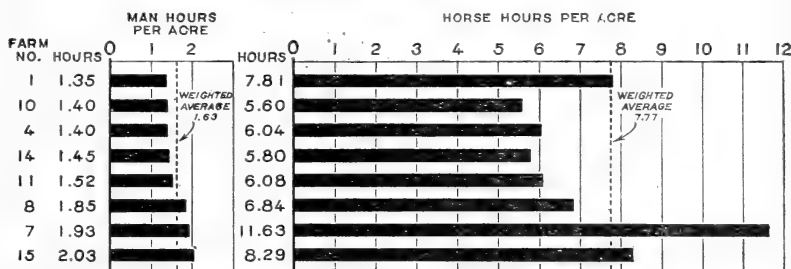 MAN HOURS PER ACRE
HORSE HOURS PER ACRE
0 1 2 3
0 1 2 3 4 5 6 7 8 9 10 11 12
FARM NO. HOURS HOURS
1 1.35 7.81
10 1.40 5.60
4 1.40 6.04
14 1.45 5.80
11 1.52 6.08
8 1.85 6.84
7 1.93 11.63
15 2.03 8.29
WEIGHTED AVERAGE 1.63
WEIGHTED AVERAGE 7.77